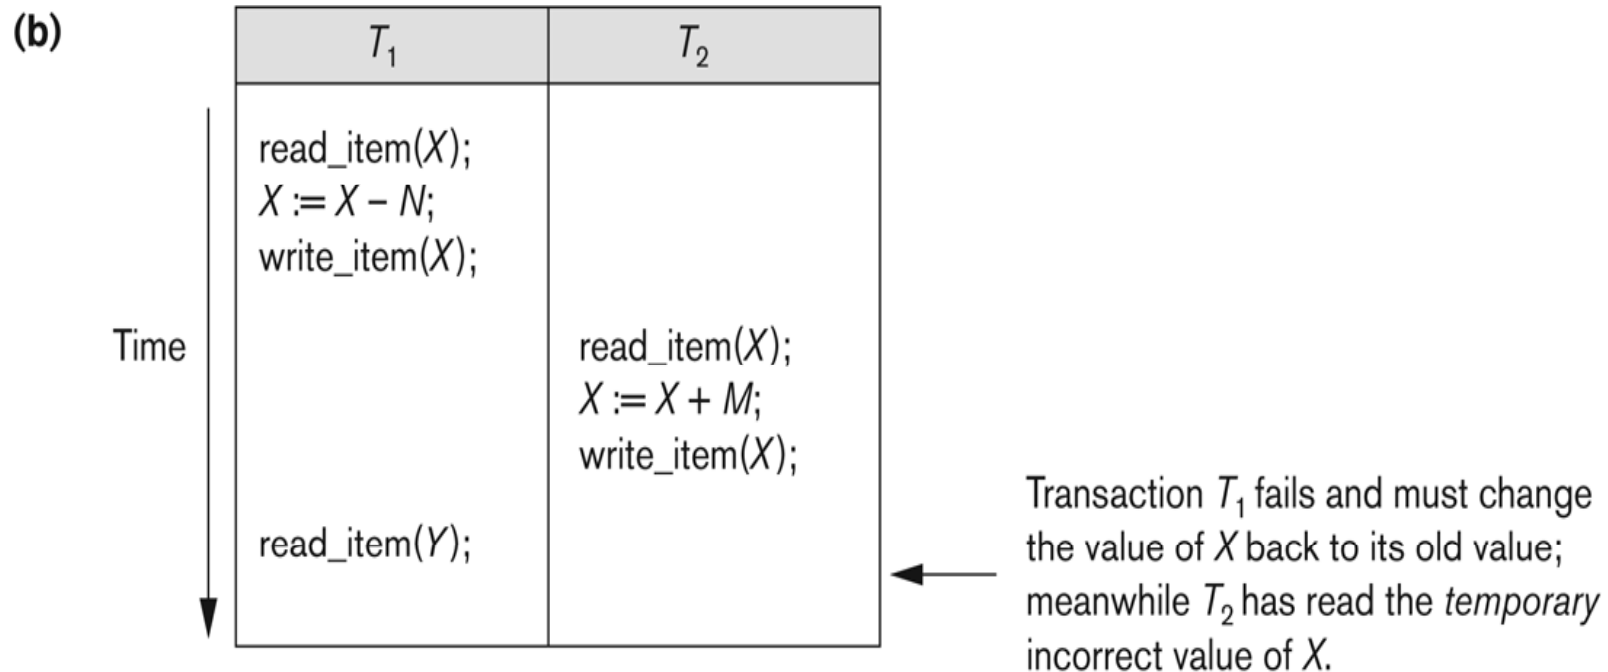 (b)
T₁ T₂
read_item(X);
X := X – N;
write_item(X);
Time
read_item(X);
X := X + M;
write_item(X);
read_item(Y);
Transaction T₁ fails and must change
the value of X back to its old value;
meanwhile T₂ has read the temporary
incorrect value of X.